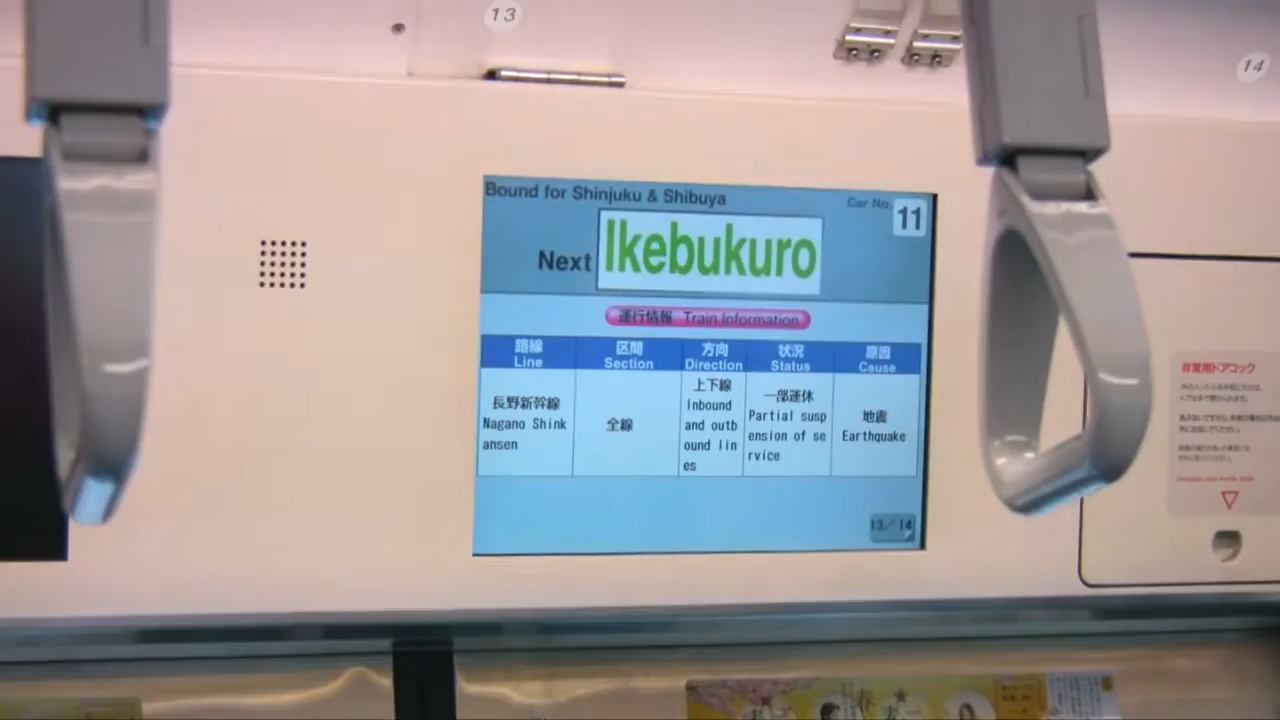 13
14
Bound for Shinjuku & Shibuya
Car No. 11
Next Ikebukuro
運行情報 Train Information
路線 区間 方向 状況 原因
Line Section Direction Status Cause
長野新幹線
Nagano Shink
ansen
全線
上下線
Inbound
and outb
ound lin
es
一部運休
Partial susp
ension of se
rvice
地震
Earthquake
13/14
非常用ドアコック